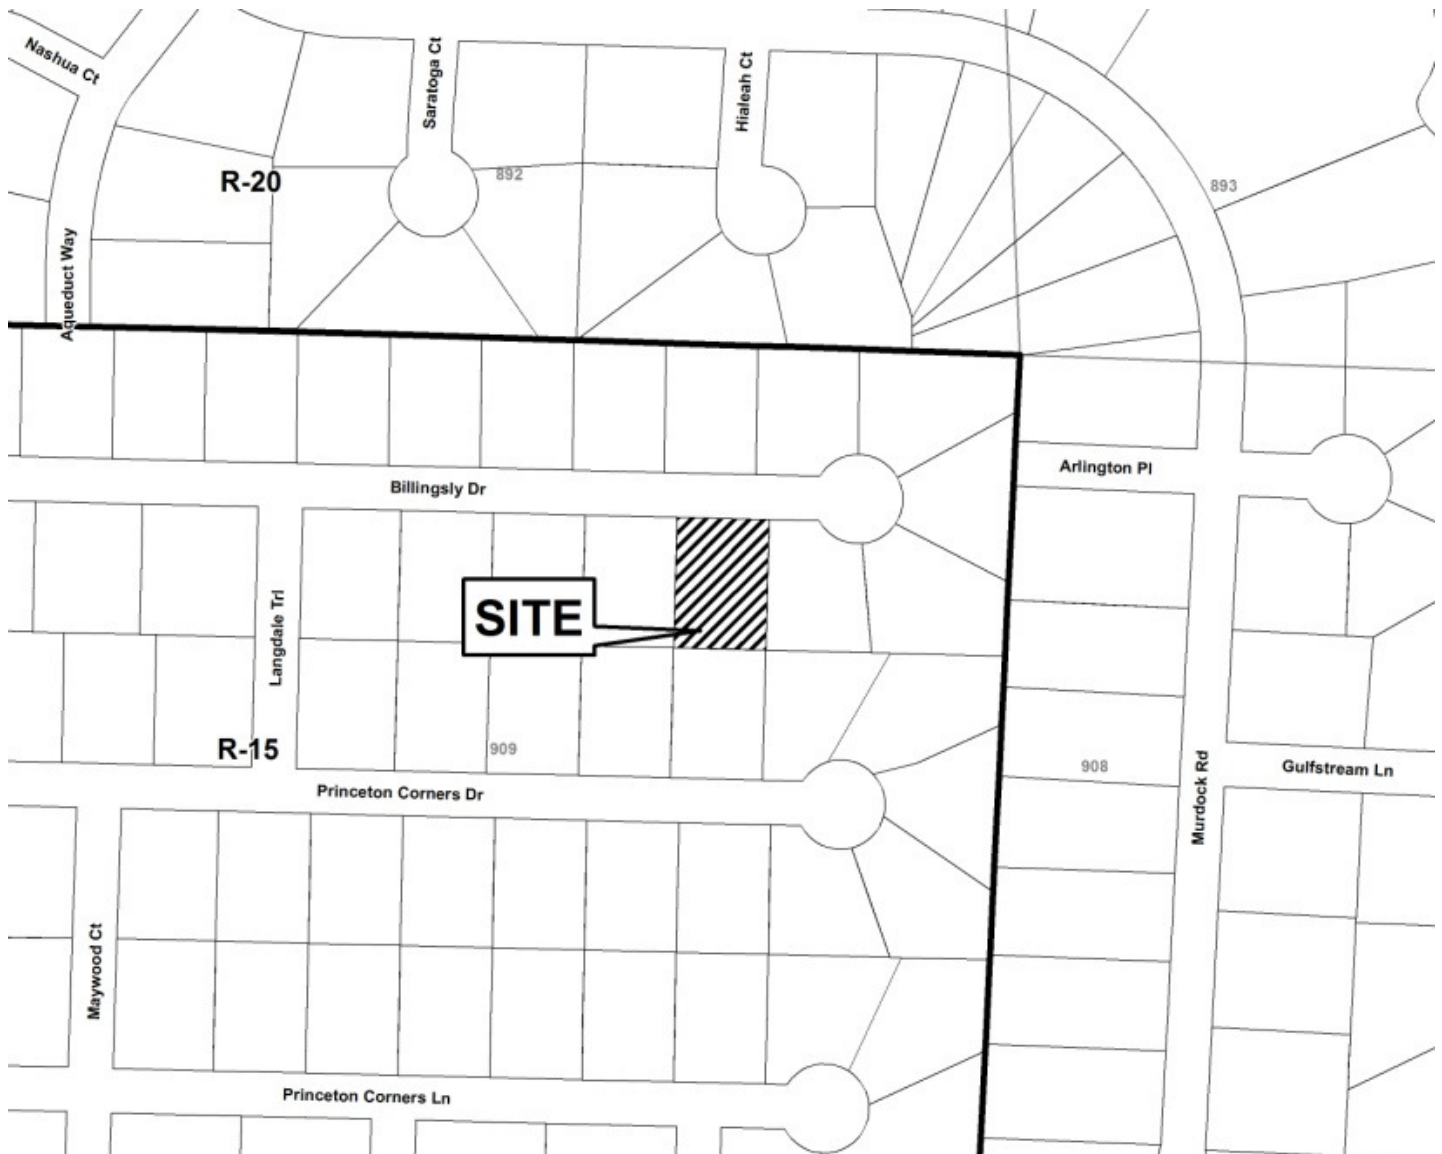 Nashua Ct
Saratoga Ct
Hialeah Ct
R-20
892
893
Aqueduct Way
Arlington Pl
Billingsly Dr
SITE
Langdale Trl
R-15
909
908
Murdock Rd
Gulfstream Ln
Princeton Corners Dr
Maywood Ct
Princeton Corners Ln